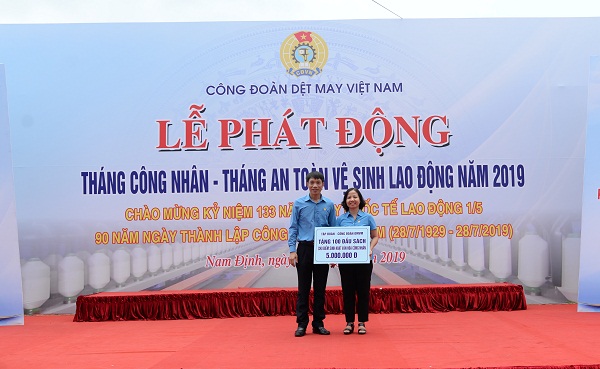 CÔNG ĐOÀN DỆT MAY VIỆT NAM
LỄ PHÁT ĐỘNG
THÁNG CÔNG NHÂN - THÁNG AN TOÀN VỆ SINH LAO ĐỘNG NĂM 2019
CHÀO MỪNG KỶ NIỆM 133 NĂ TẾ LAO ĐỘNG 1/5
90 NĂM NGÀY THÀNH LẬP CÔNG (28/7/1929 - 28/7/2019)
Nam Định, ngày 2019
TẶNG 100 ĐẦU SÁCH
5.000.000 Đ